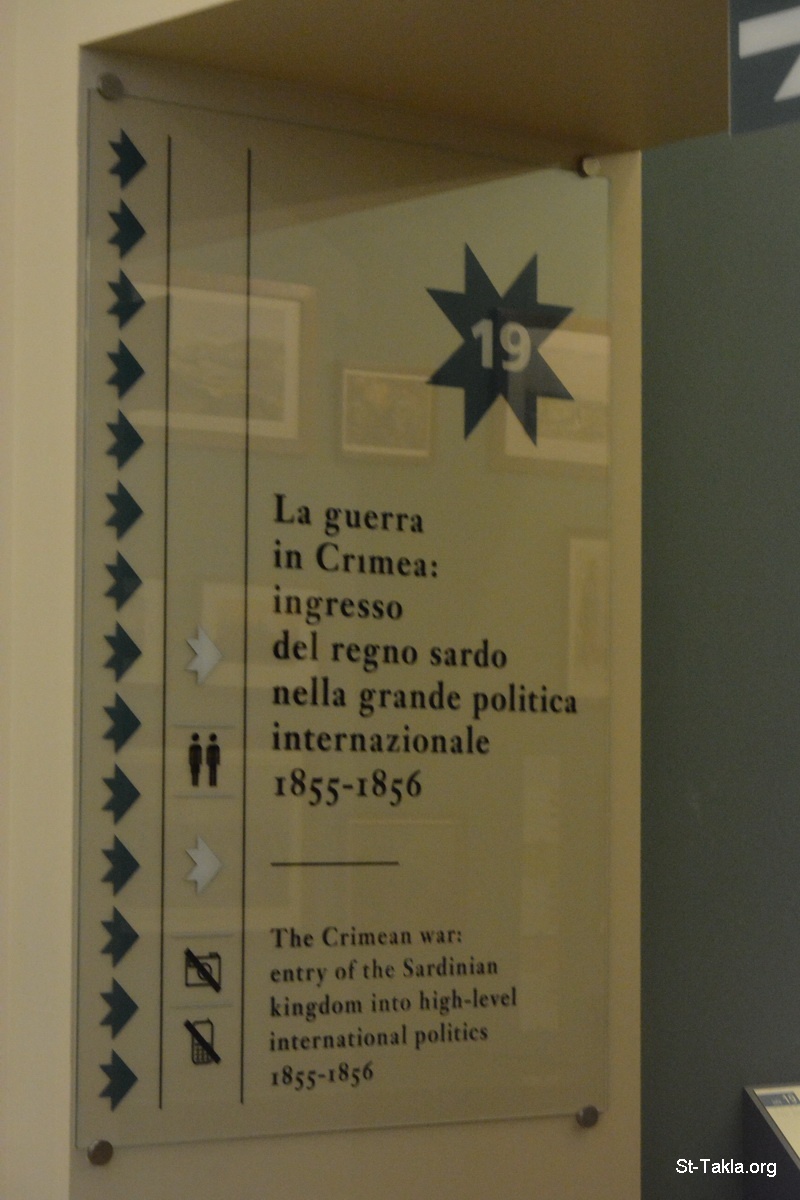 19
La guerra
in Crımea:
ingresso
del regno sardo
nella grande politica
internazionale
1855-1856
The Crimean war:
entry of the Sardinian
kingdom into high-level
international politics
1855-1856
St-Takla.org